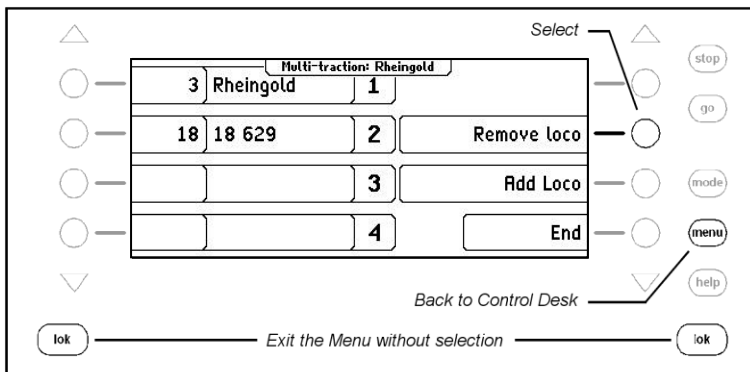 Select
stop
Multi-traction: Rheingold
3 Rheingold 1
go
18 18 629 2 Remove loco
3 Add Loco
mode
4 End
menu
help
Back to Control Desk
lok Exit the Menu without selection lok